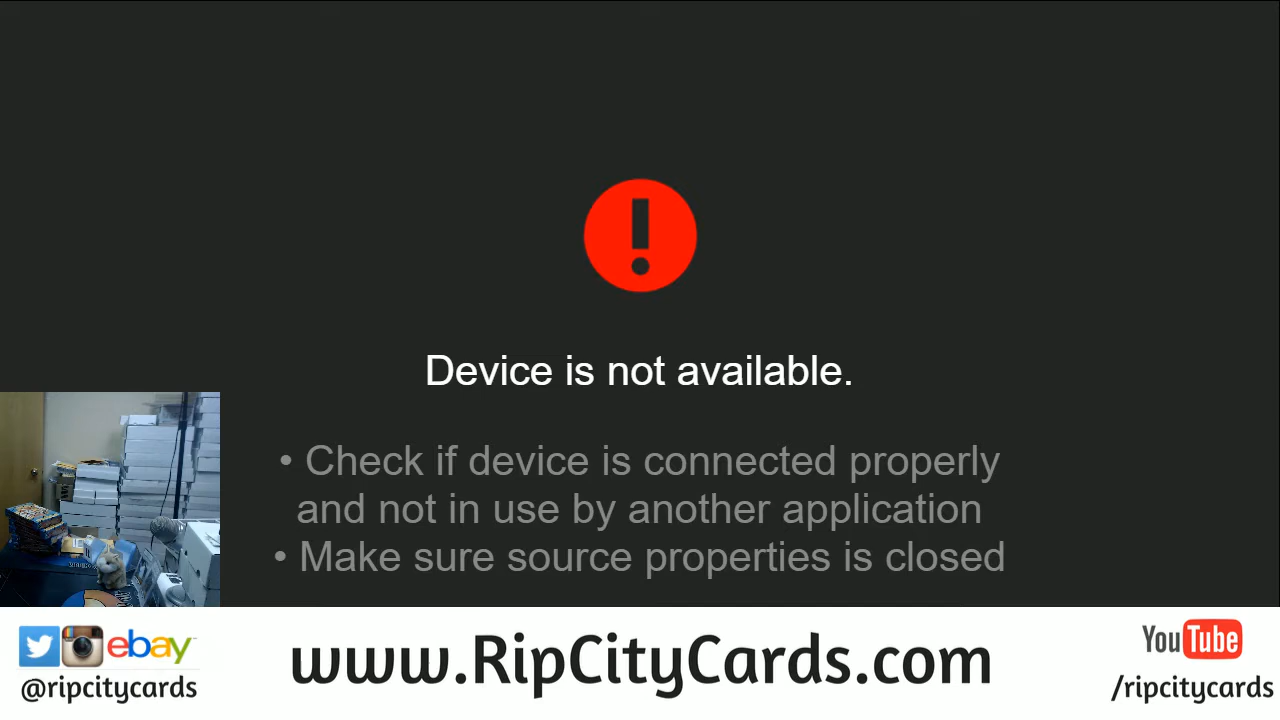 Device is not available.
• Check if device is connected properly
and not in use by another application
• Make sure source properties is closed
ebay
@ripcitycards
www.RipCityCards.com
YouTube
/ripcitycards